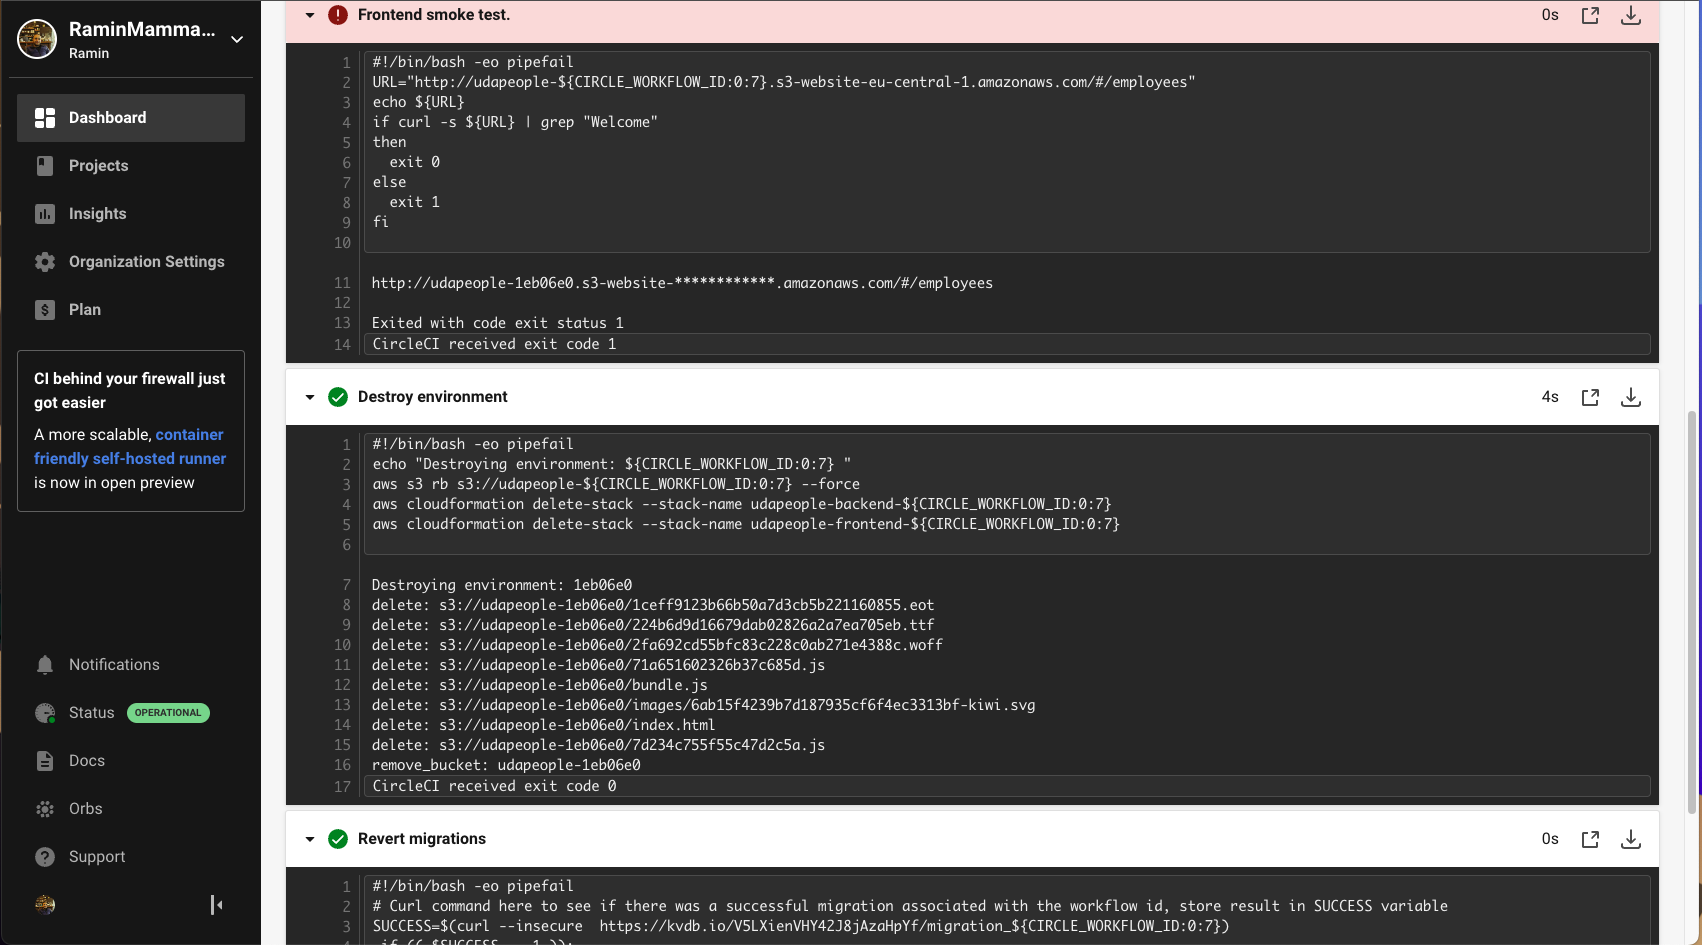 RaminMamma...
Ramin
Dashboard
Projects
Insights
Organization Settings
Plan
CI behind your firewall just
got easier
A more scalable, container
friendly self-hosted runner
is now in open preview
Notifications
Status OPERATIONAL
Docs
Orbs
Support
Frontend smoke test. 0s
1 #!/bin/bash -eo pipefail
2 URL="http://udapeople-${CIRCLE_WORKFLOW_ID:0:7}.s3-website-eu-central-1.amazonaws.com/#/employees"
3 echo ${URL}
4 if curl -s ${URL} | grep "Welcome"
5 then
6   exit 0
7 else
8   exit 1
9 fi
10
11 http://udapeople-1eb06e0.s3-website-************.amazonaws.com/#/employees
12
13 Exited with code exit status 1
14 CircleCI received exit code 1
Destroy environment 4s
1 #!/bin/bash -eo pipefail
2 echo "Destroying environment: ${CIRCLE_WORKFLOW_ID:0:7} "
3 aws s3 rb s3://udapeople-${CIRCLE_WORKFLOW_ID:0:7} --force
4 aws cloudformation delete-stack --stack-name udapeople-backend-${CIRCLE_WORKFLOW_ID:0:7}
5 aws cloudformation delete-stack --stack-name udapeople-frontend-${CIRCLE_WORKFLOW_ID:0:7}
6
7 Destroying environment: 1eb06e0
8 delete: s3://udapeople-1eb06e0/1ceff9123b66b50a7d3cb5b221160855.eot
9 delete: s3://udapeople-1eb06e0/224b6d9d16679dab02826a2a7ea705eb.ttf
10 delete: s3://udapeople-1eb06e0/2fa692cd55bfc83c228c0ab271e4388c.woff
11 delete: s3://udapeople-1eb06e0/71a651602326b37c685d.js
12 delete: s3://udapeople-1eb06e0/bundle.js
13 delete: s3://udapeople-1eb06e0/images/6ab15f4239b7d187935cf6f4ec3313bf-kiwi.svg
14 delete: s3://udapeople-1eb06e0/index.html
15 delete: s3://udapeople-1eb06e0/7d234c755f55c47d2c5a.js
16 remove_bucket: udapeople-1eb06e0
17 CircleCI received exit code 0
Revert migrations 0s
1 #!/bin/bash -eo pipefail
2 # Curl command here to see if there was a successful migration associated with the workflow id, store result in SUCCESS variable
3 SUCCESS=$(curl --insecure  https://kvdb.io/V5LXienVHY42J8jAzaHpYf/migration_${CIRCLE_WORKFLOW_ID:0:7})